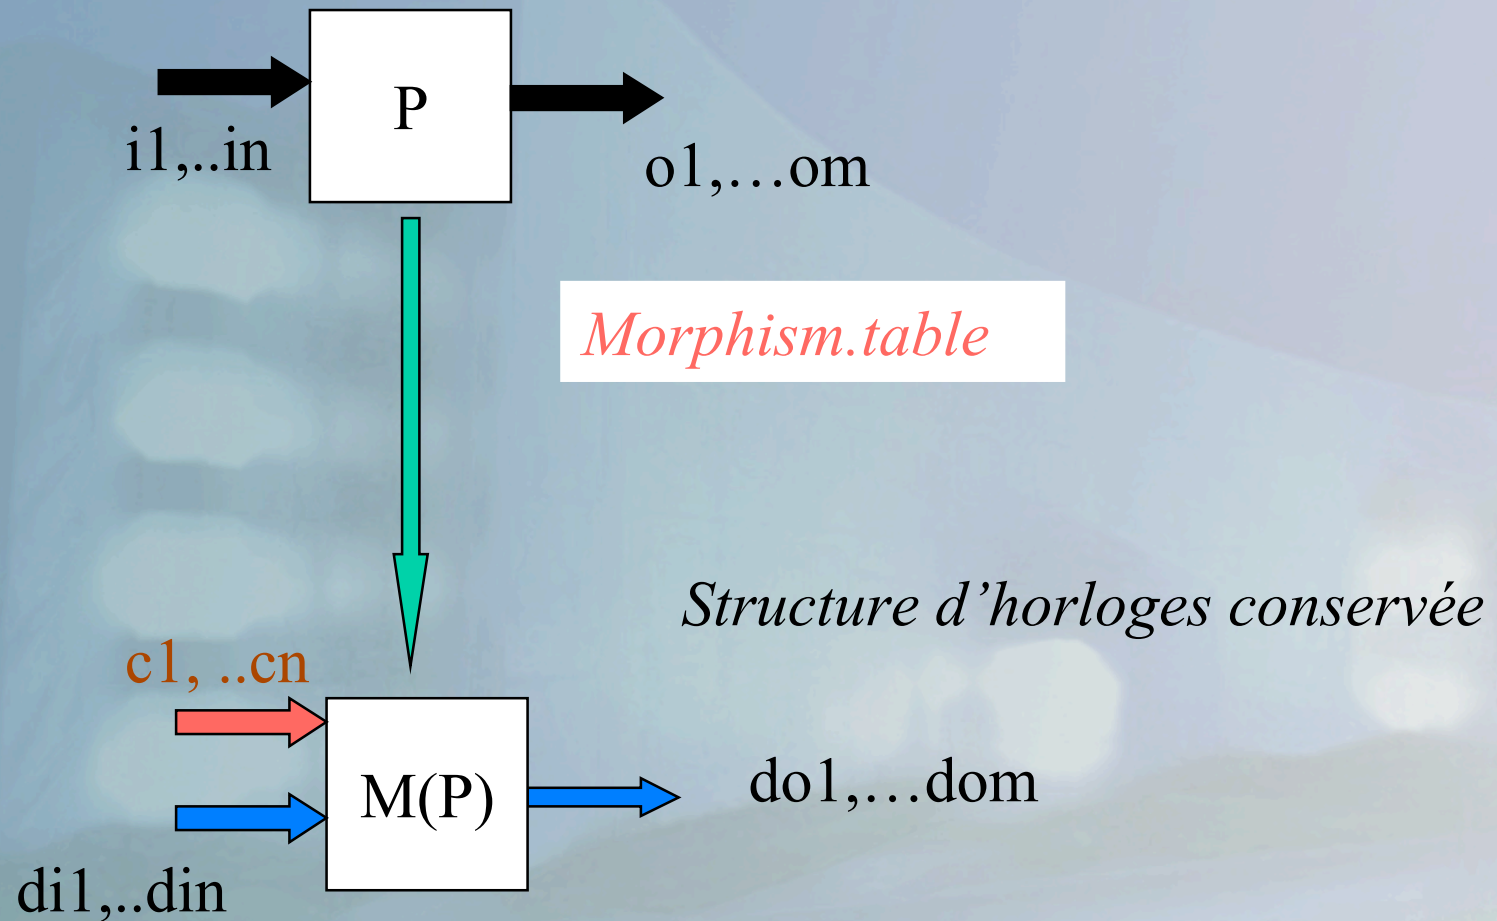 P
i1,..in
o1,…om
Morphism.table
Structure d’horloges conservée
c1, ..cn
M(P)
do1,…dom
di1,..din